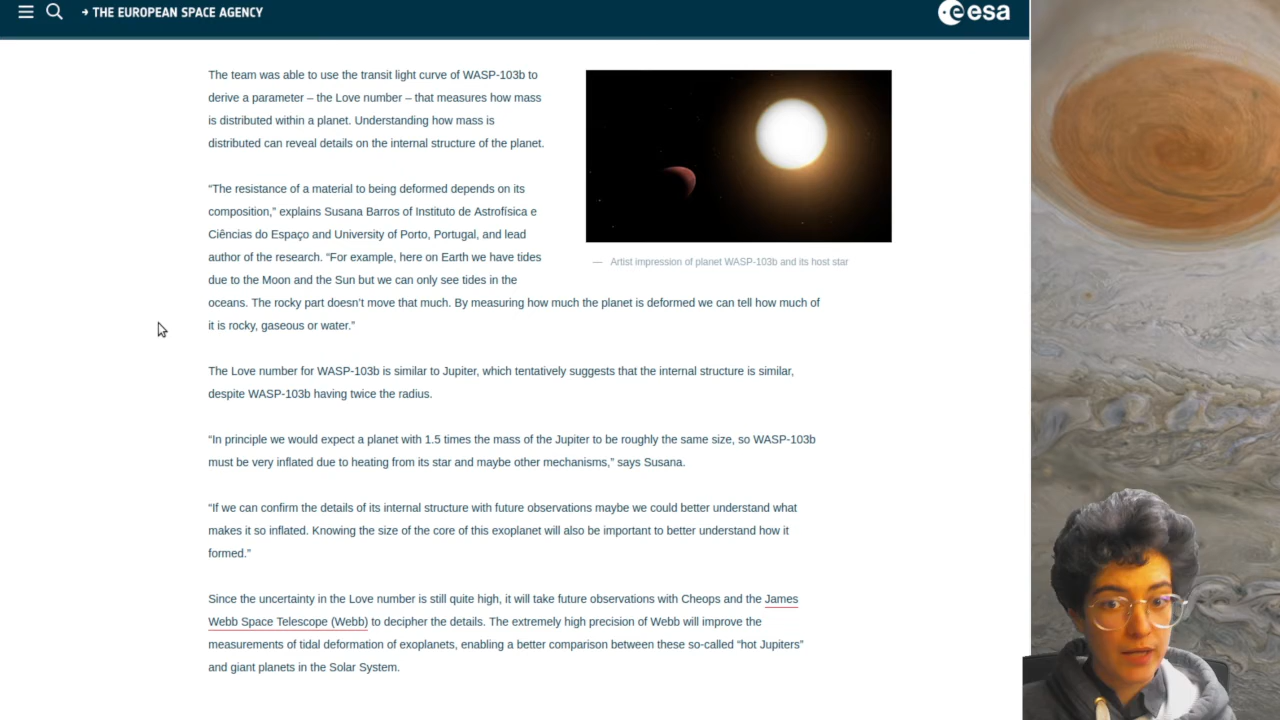 → THE EUROPEAN SPACE AGENCY
esa
The team was able to use the transit light curve of WASP-103b to
derive a parameter – the Love number – that measures how mass
is distributed within a planet. Understanding how mass is
distributed can reveal details on the internal structure of the planet.
“The resistance of a material to being deformed depends on its
composition,” explains Susana Barros of Instituto de Astrofísica e
Ciências do Espaço and University of Porto, Portugal, and lead
author of the research. “For example, here on Earth we have tides
due to the Moon and the Sun but we can only see tides in the
oceans. The rocky part doesn’t move that much. By measuring how much the planet is deformed we can tell how much of
it is rocky, gaseous or water.”
— Artist impression of planet WASP-103b and its host star
The Love number for WASP-103b is similar to Jupiter, which tentatively suggests that the internal structure is similar,
despite WASP-103b having twice the radius.
“In principle we would expect a planet with 1.5 times the mass of the Jupiter to be roughly the same size, so WASP-103b
must be very inflated due to heating from its star and maybe other mechanisms,” says Susana.
“If we can confirm the details of its internal structure with future observations maybe we could better understand what
makes it so inflated. Knowing the size of the core of this exoplanet will also be important to better understand how it
formed.”
Since the uncertainty in the Love number is still quite high, it will take future observations with Cheops and the James
Webb Space Telescope (Webb) to decipher the details. The extremely high precision of Webb will improve the
measurements of tidal deformation of exoplanets, enabling a better comparison between these so-called “hot Jupiters”
and giant planets in the Solar System.